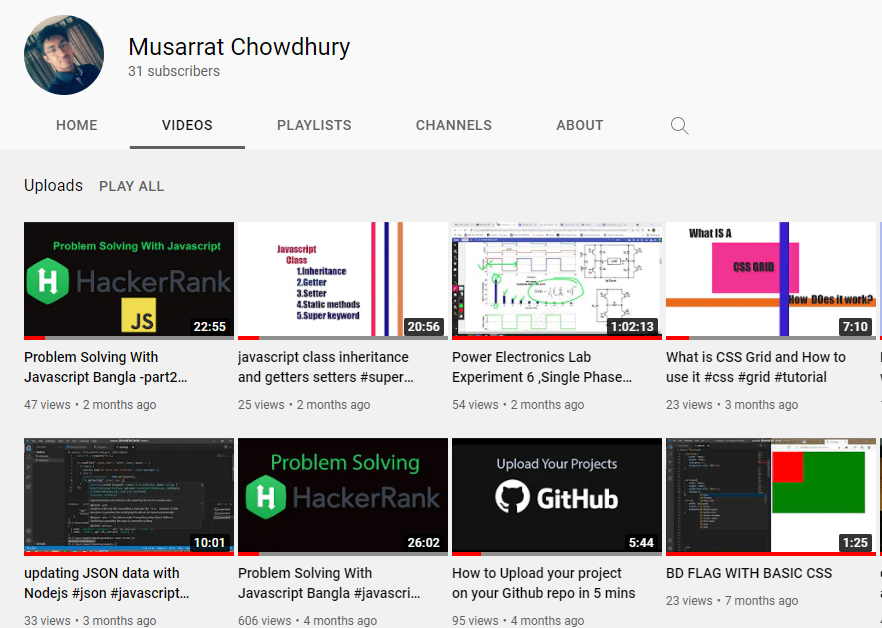 Musarrat Chowdhury
31 subscribers
HOME VIDEOS PLAYLISTS CHANNELS ABOUT
Uploads PLAY ALL
Problem Solving With Javascript
HackerRank
JS
22:55
Javascript
Class
1.Inheritance
2.Getter
3.Setter
4.Static methods
5.Super keyword
20:56
1:02:13
What IS A
CSS GRID
How DOes it work?
7:10
Problem Solving With
Javascript Bangla -part2...
47 views • 2 months ago
javascript class inheritance
and getters setters #super...
25 views • 2 months ago
Power Electronics Lab
Experiment 6 ,Single Phase...
54 views • 2 months ago
What is CSS Grid and How to
use it #css #grid #tutorial
23 views • 3 months ago
10:01
Problem Solving
HackerRank
26:02
Upload Your Projects
GitHub
5:44
1:25
updating JSON data with
Nodejs #json #javascript...
33 views • 3 months ago
Problem Solving With
Javascript Bangla #javascri...
606 views • 4 months ago
How to Upload your project
on your Github repo in 5 mins
95 views • 4 months ago
BD FLAG WITH BASIC CSS
23 views • 7 months ago